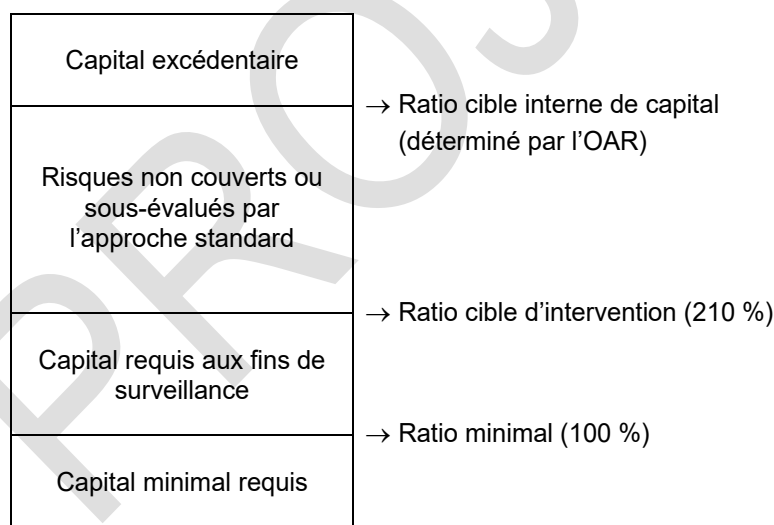 Capital excédentaire
→ Ratio cible interne de capital
(déterminé par l’OAR)
Risques non couverts ou
sous-évalués par
l’approche standard
→ Ratio cible d’intervention (210 %)
Capital requis aux fins de
surveillance
→ Ratio minimal (100 %)
Capital minimal requis